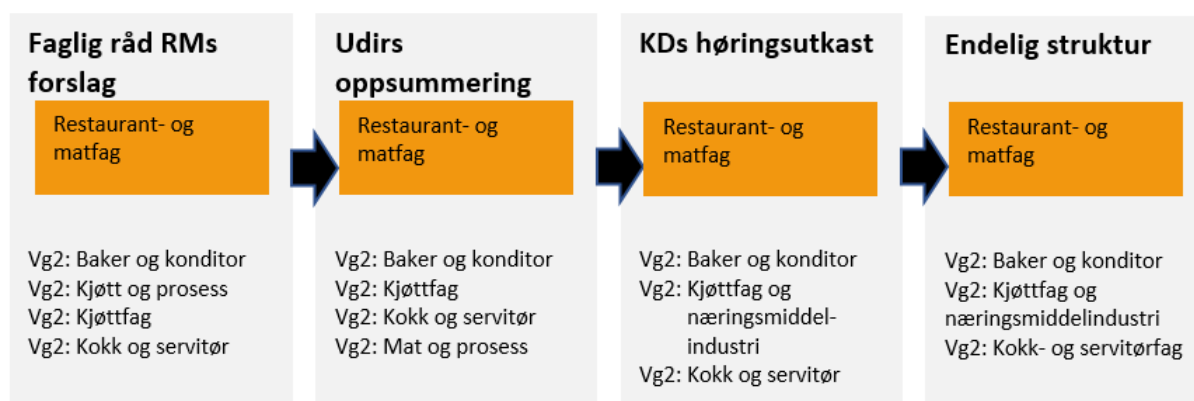 Faglig råd RMs
forslag
Restaurant- og
matfag
Vg2: Baker og konditor
Vg2: Kjøtt og prosess
Vg2: Kjøttfag
Vg2: Kokk og servitør
Udirs
oppsummering
Restaurant- og
matfag
Vg2: Baker og konditor
Vg2: Kjøttfag
Vg2: Kokk og servitør
Vg2: Mat og prosess
KDs høringsutkast
Restaurant- og
matfag
Vg2: Baker og konditor
Vg2: Kjøttfag og
næringsmiddel-
industri
Vg2: Kokk og servitør
Endelig struktur
Restaurant- og
matfag
Vg2: Baker og konditor
Vg2: Kjøttfag og
næringsmiddelindustri
Vg2: Kokk- og servitørfag